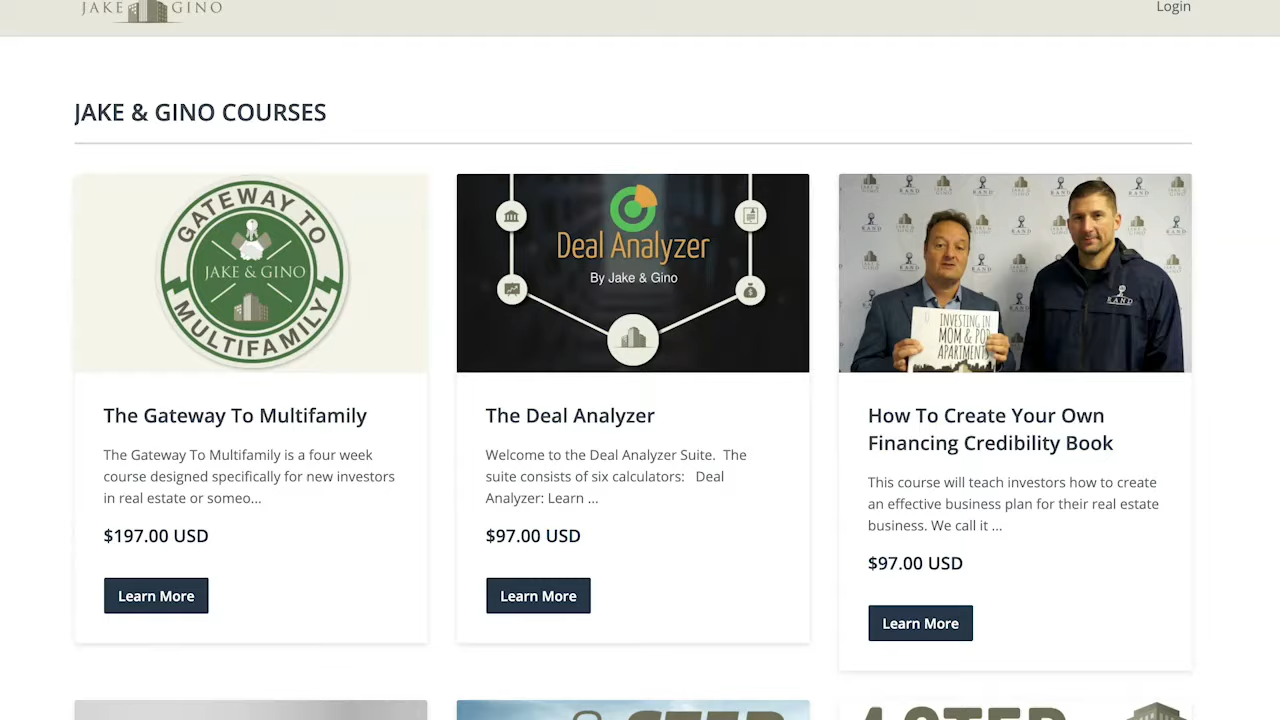 JAKE GINO
Login
JAKE & GINO COURSES
GATEWAY TO
JAKE & GINO
MULTIFAMILY
Deal Analyzer
By Jake & Gino
RAND
INVESTING IN
MOM & POP
APARTMENTS
The Gateway To Multifamily
The Gateway To Multifamily is a four week
course designed specifically for new investors
in real estate or someo...
$197.00 USD
Learn More
The Deal Analyzer
Welcome to the Deal Analyzer Suite. The
suite consists of six calculators: Deal
Analyzer: Learn ...
$97.00 USD
Learn More
How To Create Your Own
Financing Credibility Book
This course will teach investors how to create
an effective business plan for their real estate
business. We call it ...
$97.00 USD
Learn More
STEP
4 STEP